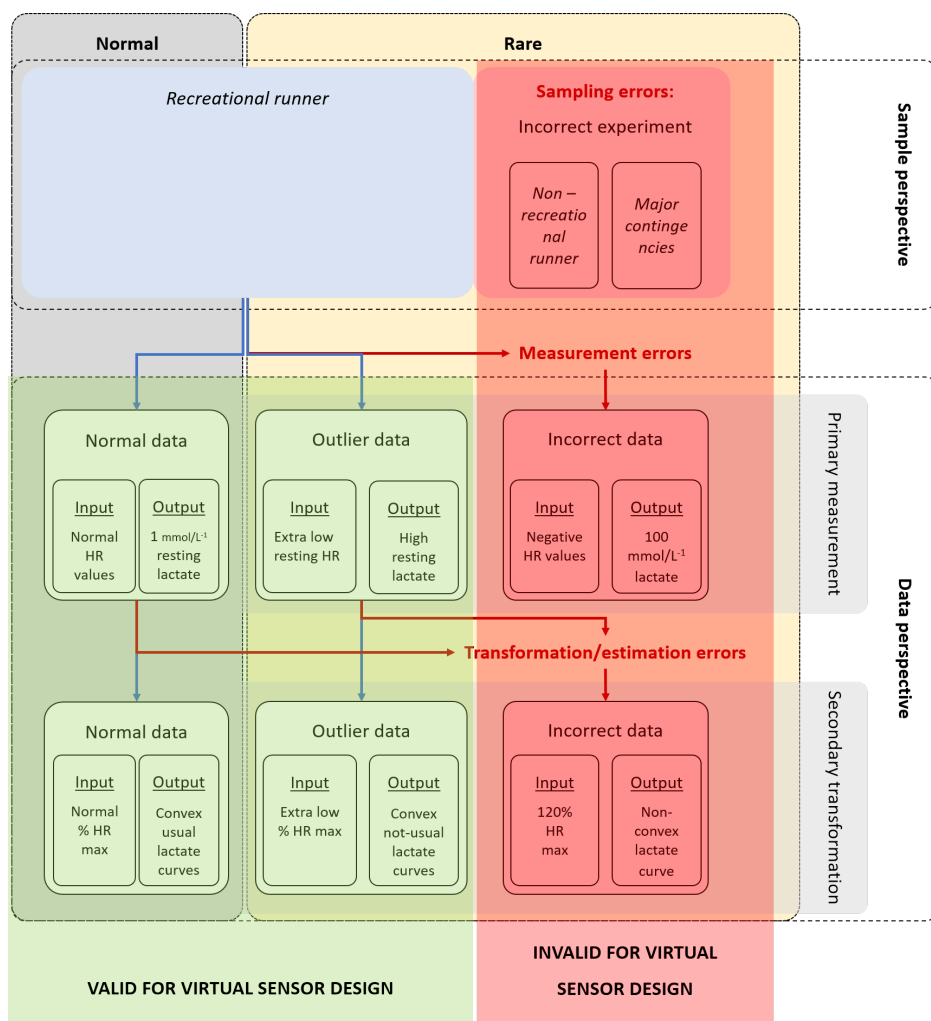 Normal
Rare
Recreational runner
Sampling errors:
Incorrect experiment
Non –
recreatio
nal
runner
Major
continge
ncies
Sample perspective
Measurement errors
Normal data
Input
Normal
HR
values
Output
1 mmol/L-1
resting
lactate
Outlier data
Input
Extra low
resting HR
Output
High
resting
lactate
Incorrect data
Input
Negative
HR values
Output
100
mmol/L-1
lactate
Primary measurement
Data perspective
Transformation/estimation errors
Normal data
Input
Normal
% HR
max
Output
Convex
usual
lactate
curves
Outlier data
Input
Extra low
% HR max
Output
Convex
not-usual
lactate
curves
Incorrect data
Input
120%
HR
max
Output
Non-
convex
lactate
curve
Secondary transformation
VALID FOR VIRTUAL SENSOR DESIGN
INVALID FOR VIRTUAL
SENSOR DESIGN